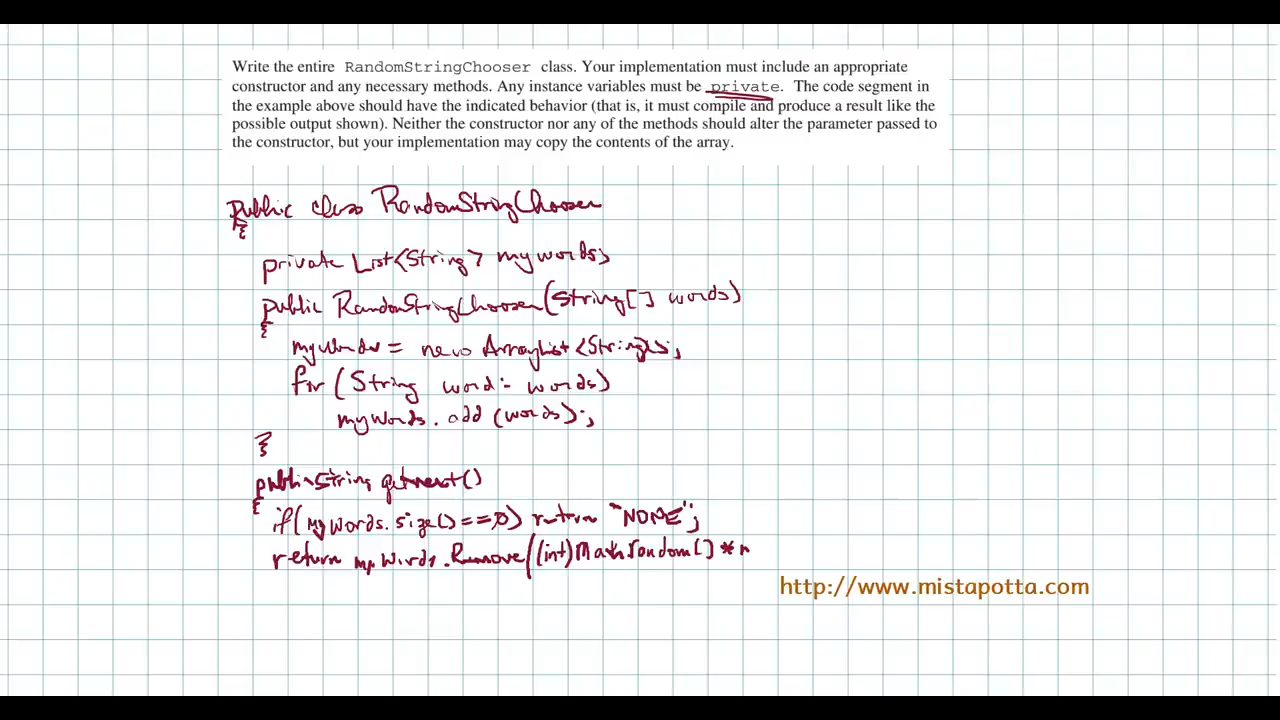 Write the entire RandomStringChooser class. Your implementation must include an appropriate
constructor and any necessary methods. Any instance variables must be private. The code segment in
the example above should have the indicated behavior (that is, it must compile and produce a result like the
possible output shown). Neither the constructor nor any of the methods should alter the parameter passed to
the constructor, but your implementation may copy the contents of the array.
public class RandomStringChooser
{
private List<String> mywords;
public RandomStringChooser(String[] words)
{
mywords = new ArrayList<String>;
for (String word: words)
mywords.add(words);
}
public String getnext()
{
if(mywords.size()==0) return "NONE";
return mywords.Remove((int)Math.random() * m
http://www.mistapotta.com